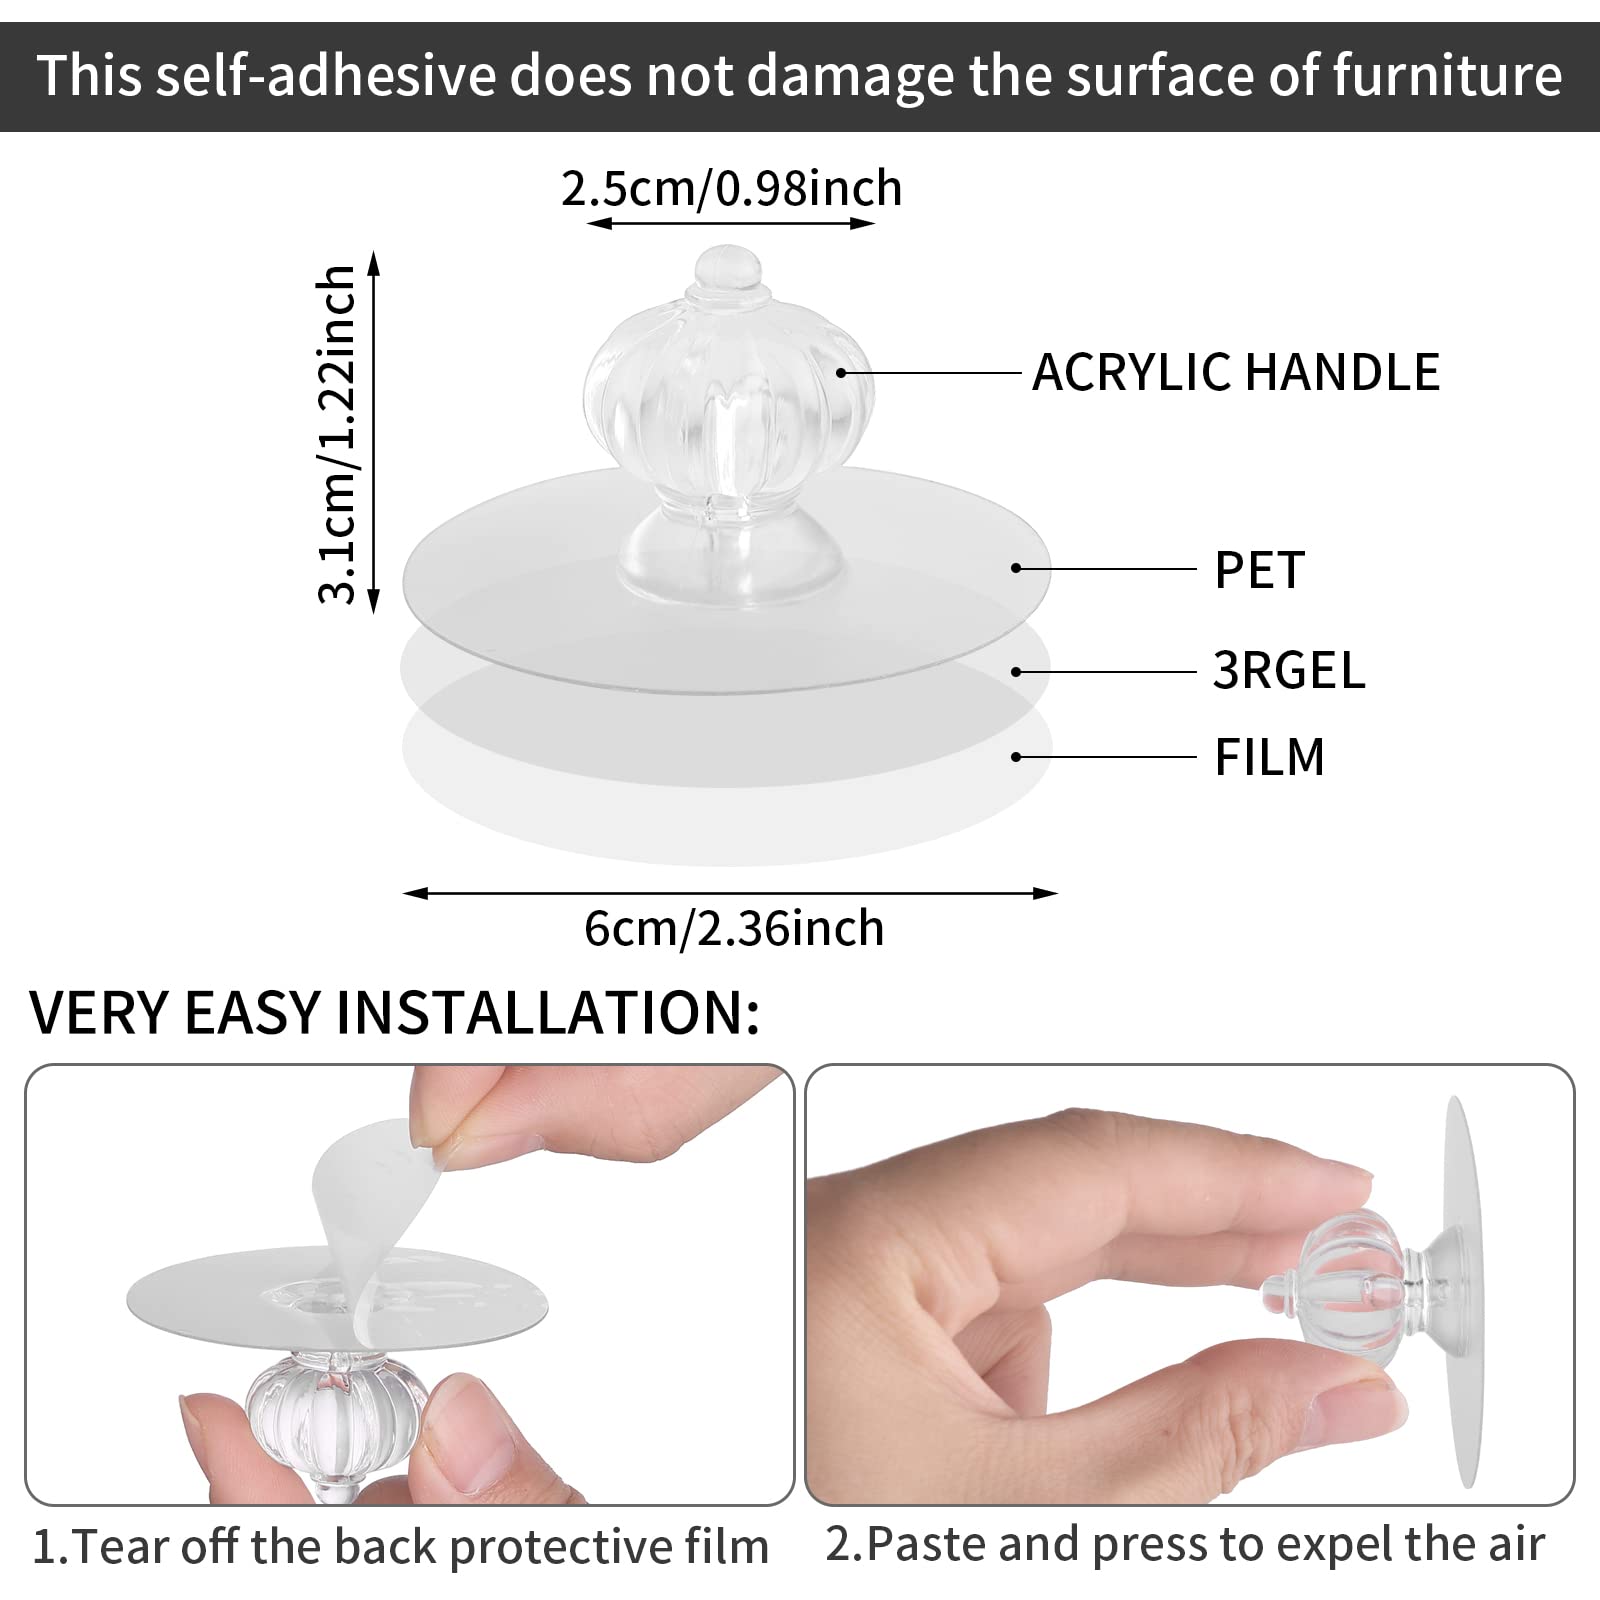 This self-adhesive does not damage the surface of furniture
2.5cm/0.98inch
3.1cm/1.22inch
ACRYLIC HANDLE
PET
3RGEL
FILM
6cm/2.36inch
VERY EASY INSTALLATION:
1.Tear off the back protective film
2.Paste and press to expel the air